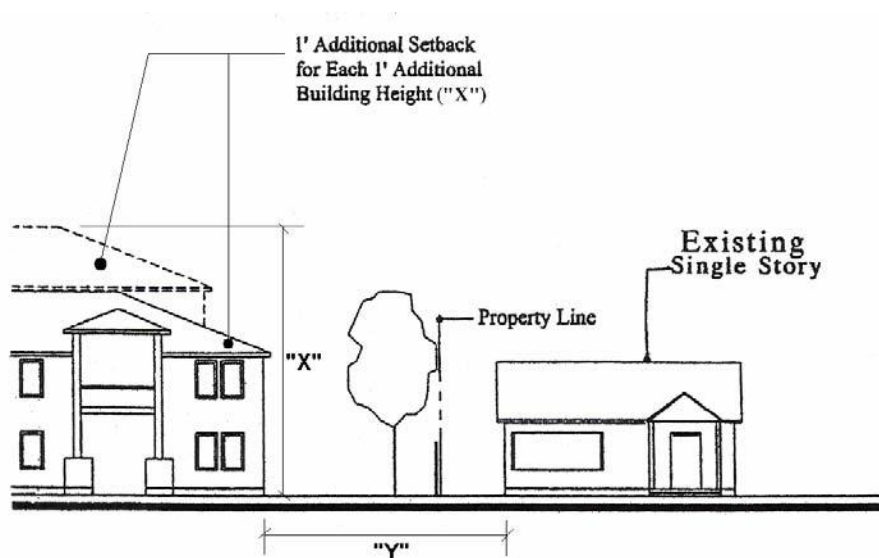 1' Additional Setback
for Each 1' Additional
Building Height ("X")
Existing
Single Story
Property Line
"X"
"Y"